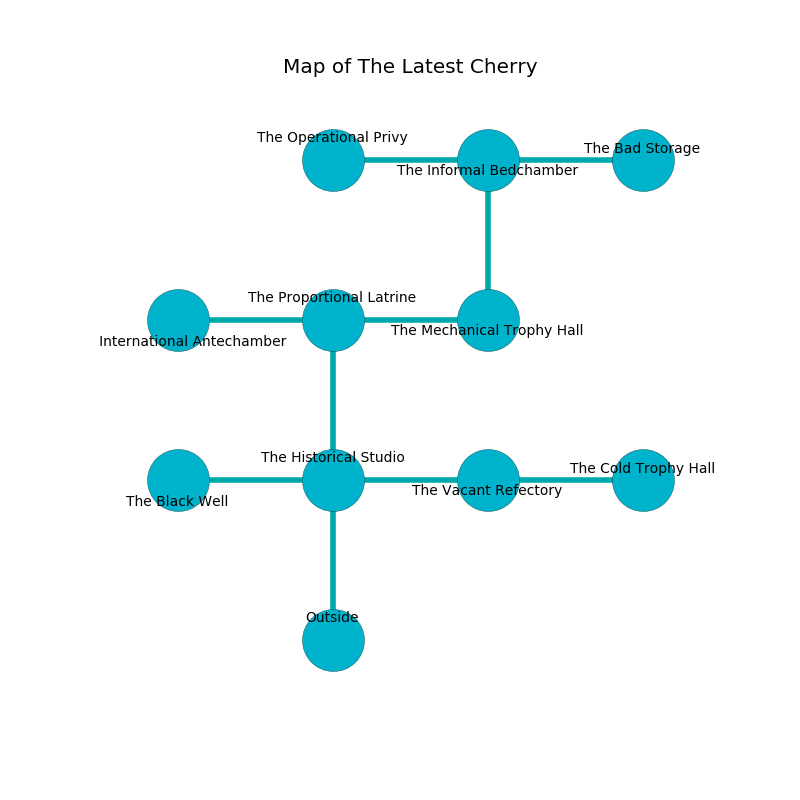 Map of The Latest Cherry
The Operational Privy
The Bad Storage
The Informal Bedchamber
The Proportional Latrine
The Mechanical Trophy Hall
International Antechamber
The Historical Studio
The Cold Trophy Hall
The Vacant Refectory
The Black Well
Outside